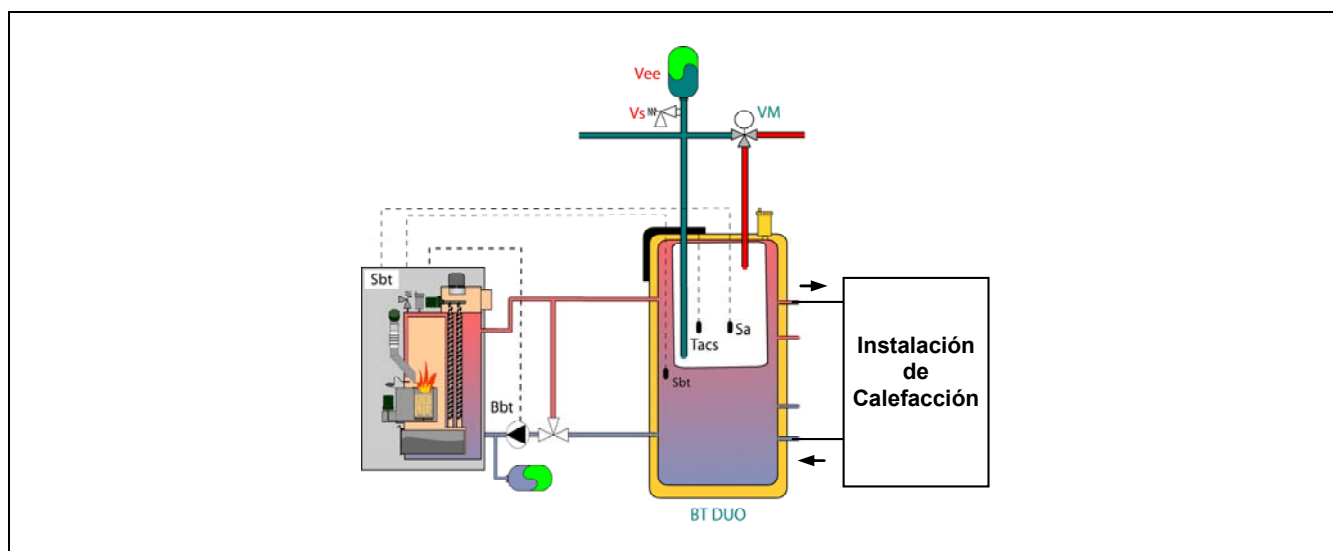 Vee
Vs
VM
Sbt
Tacs
Sa
Sbt
Bbt
Instalación
de
Calefacción
BT DUO